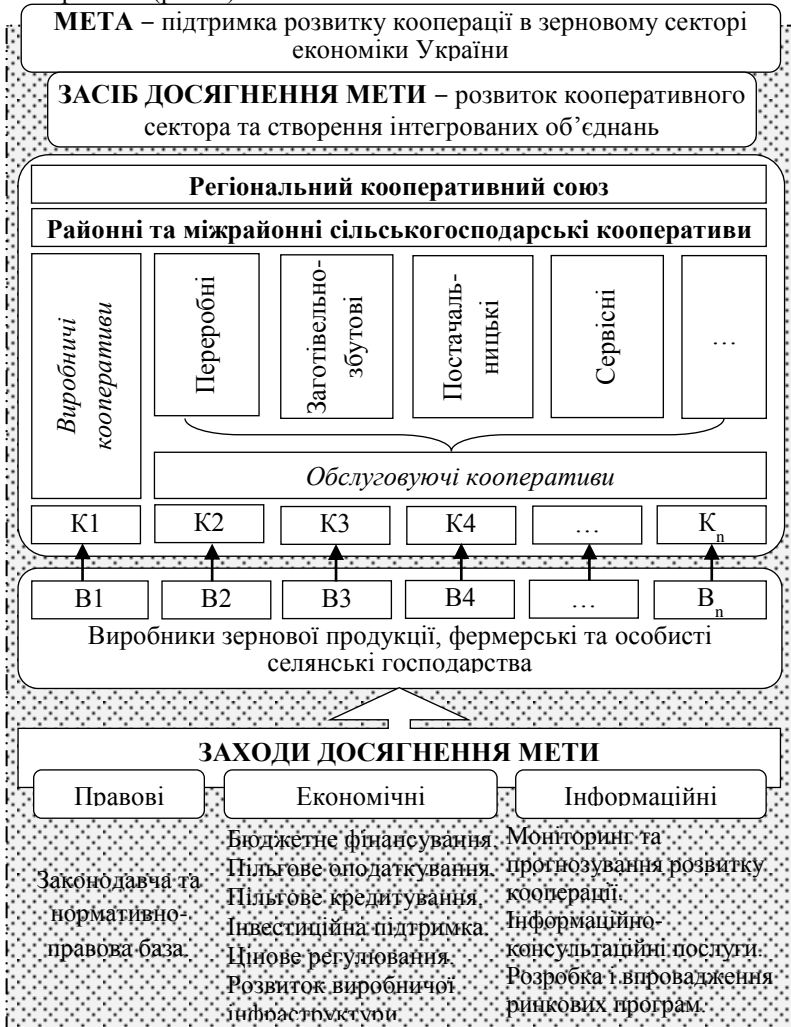 МЕТА – підтримка розвитку кооперації в зерновому секторі
економіки України
ЗАСІБ ДОСЯГНЕННЯ МЕТИ – розвиток кооперативного
сектора та створення інтегрованих об’єднань
Регіональний кооперативний союз
Районні та міжрайонні сільськогосподарські кооперативи
Виробничі
кооперативи
Переробні
Заготівельно-
збутові
Постачаль-
ницькі
Сервісні
…
Обслуговуючі кооперативи
К1
К2
К3
К4
…
Кn
В1
В2
В3
В4
…
Вn
Виробники зернової продукції, фермерські та особисті
селянські господарства
ЗАХОДИ ДОСЯГНЕННЯ МЕТИ
Правові
Економічні
Інформаційні
Законодавча та
нормативно-
правова база.
Бюджетне фінансування.
Пільгове оподаткування.
Пільгове кредитування.
Інвестиційна підтримка.
Цінове регулювання.
Розвиток виробничої
інфраструктури
Моніторинг та
прогнозування розвитку
кооперації.
Інформаційно-
консультаційні послуги.
Розробка і впровадження
ринкових програм.